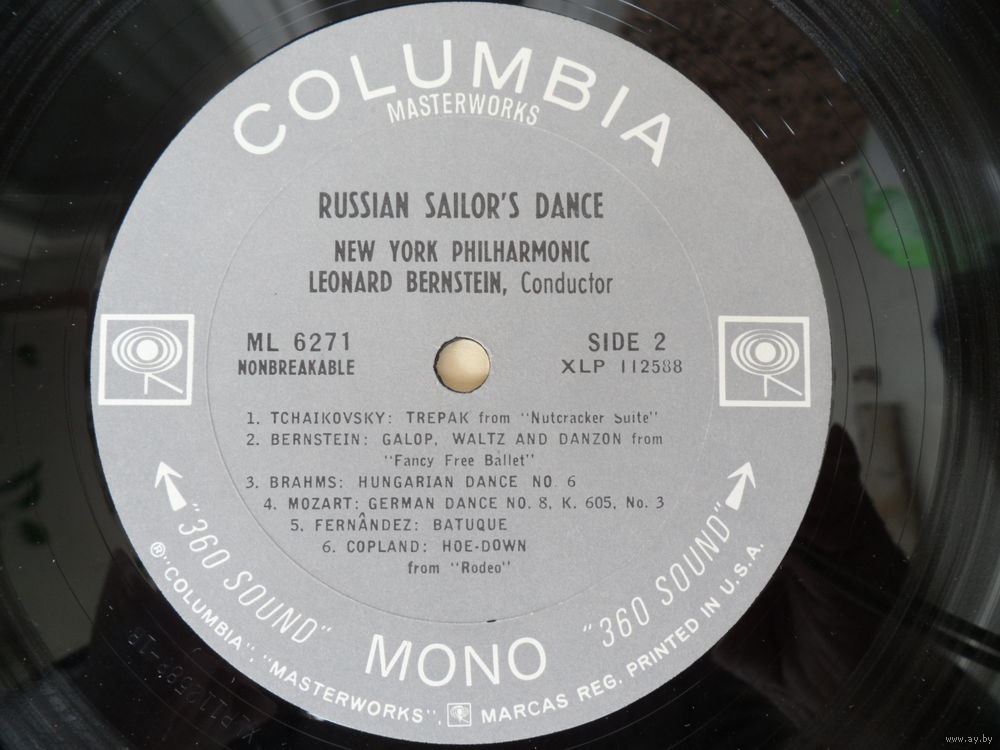 COLUMBIA
MASTERWORKS
RUSSIAN SAILOR'S DANCE
NEW YORK PHILHARMONIC
LEONARD BERNSTEIN, Conductor
ML 6271
NONBREAKABLE
SIDE 2
XLP 112588
1. TCHAIKOVSKY: TREPAK from "Nutcracker Suite"
2. BERNSTEIN: GALOP, WALTZ AND DANZON from
"Fancy Free Ballet"
3. BRAHMS: HUNGARIAN DANCE NO. 6
4. MOZART: GERMAN DANCE NO. 8, K. 605, No. 3
5. FERNÂNDEZ: BATUQUE
6. COPLAND: HOE-DOWN
from "Rodeo"
"360 SOUND"
MONO
"360 SOUND"
®"COLUMBIA", "MASTERWORKS", MARCAS REG. PRINTED IN U.S.A.
www.ay.by